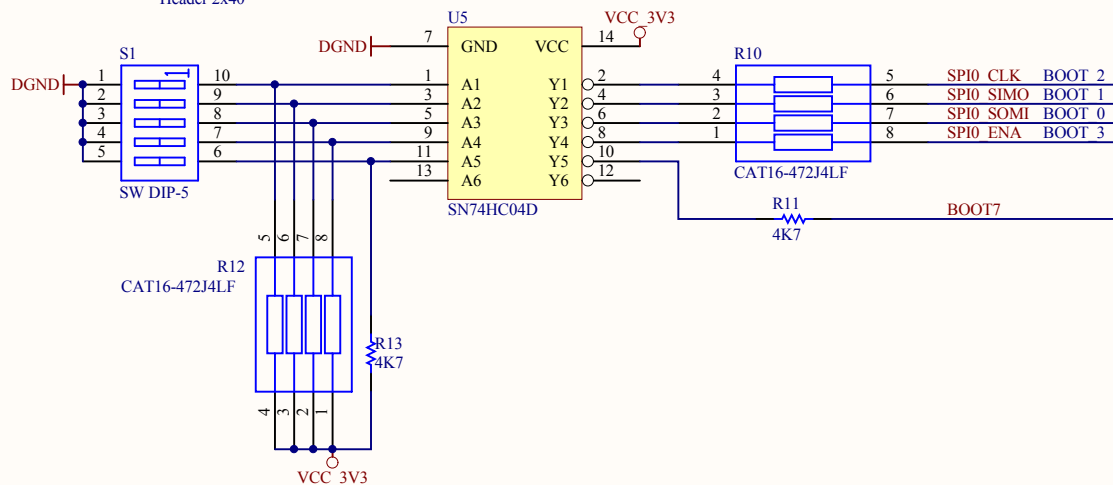 Header 2x40
U5
VCC_3V3
DGND
7 GND VCC 14
S1
R10
DGND
1 10 1 A1 Y1 2 4 5 SPI0_CLK BOOT_2
2 9 3 A2 Y2 4 3 6 SPI0_SIMO BOOT_1
3 8 5 A3 Y3 6 2 7 SPI0_SOMI BOOT_0
4 7 9 A4 Y4 8 1 8 SPI0_ENA BOOT_3
5 6 11 A5 Y5 10
13 A6 Y6 12
CAT16-472J4LF
SW DIP-5
SN74HC04D
R11
BOOT7
4K7
5 6 7 8
R12
CAT16-472J4LF
R13
4K7
4 3 2 1
VCC_3V3